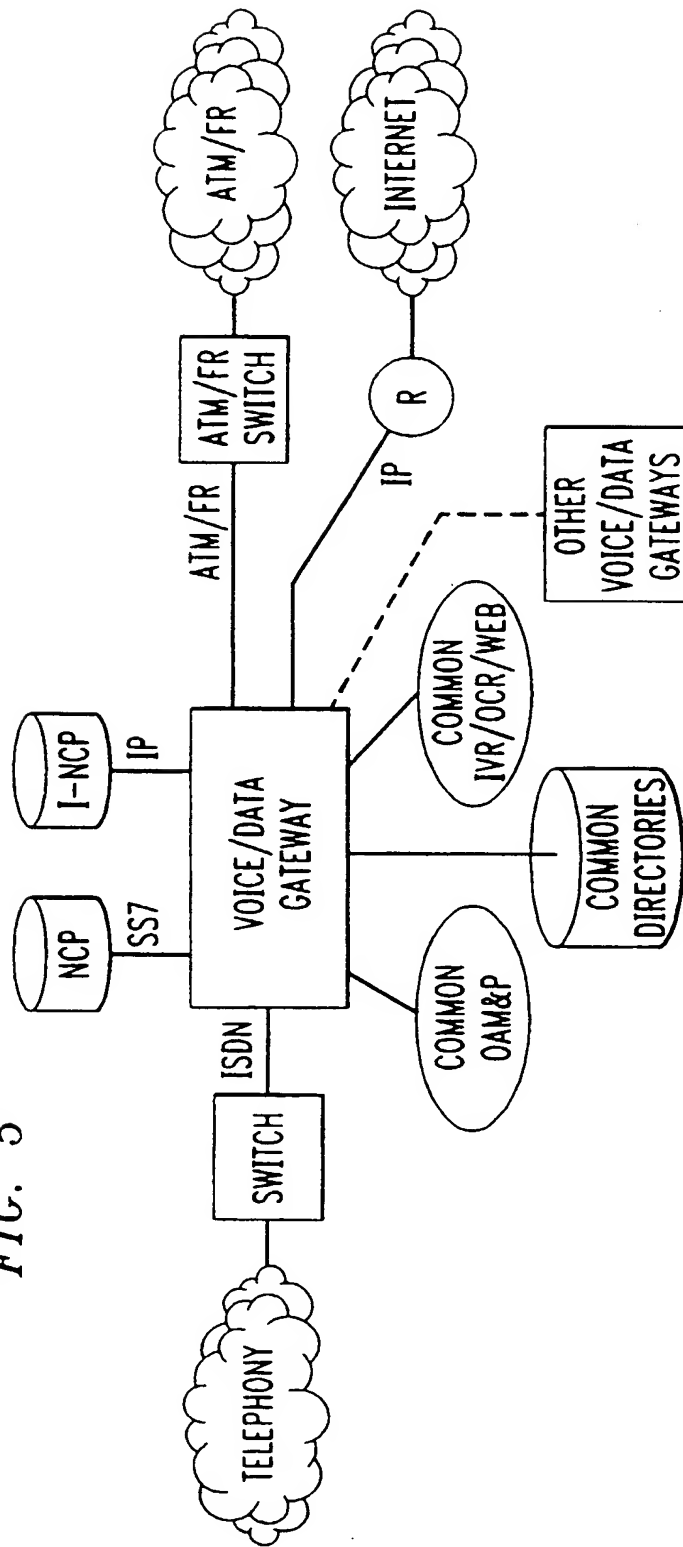 FIG. 5
TELEPHONY
SWITCH
ISDN
NCP
SS7
I-NCP
IP
VOICE/DATA
GATEWAY
ATM/FR
ATM/FR
SWITCH
ATM/FR
IP
R
INTERNET
COMMON
OAM&P
COMMON
DIRECTORIES
COMMON
IVR/OCR/WEB
OTHER
VOICE/DATA
GATEWAYS